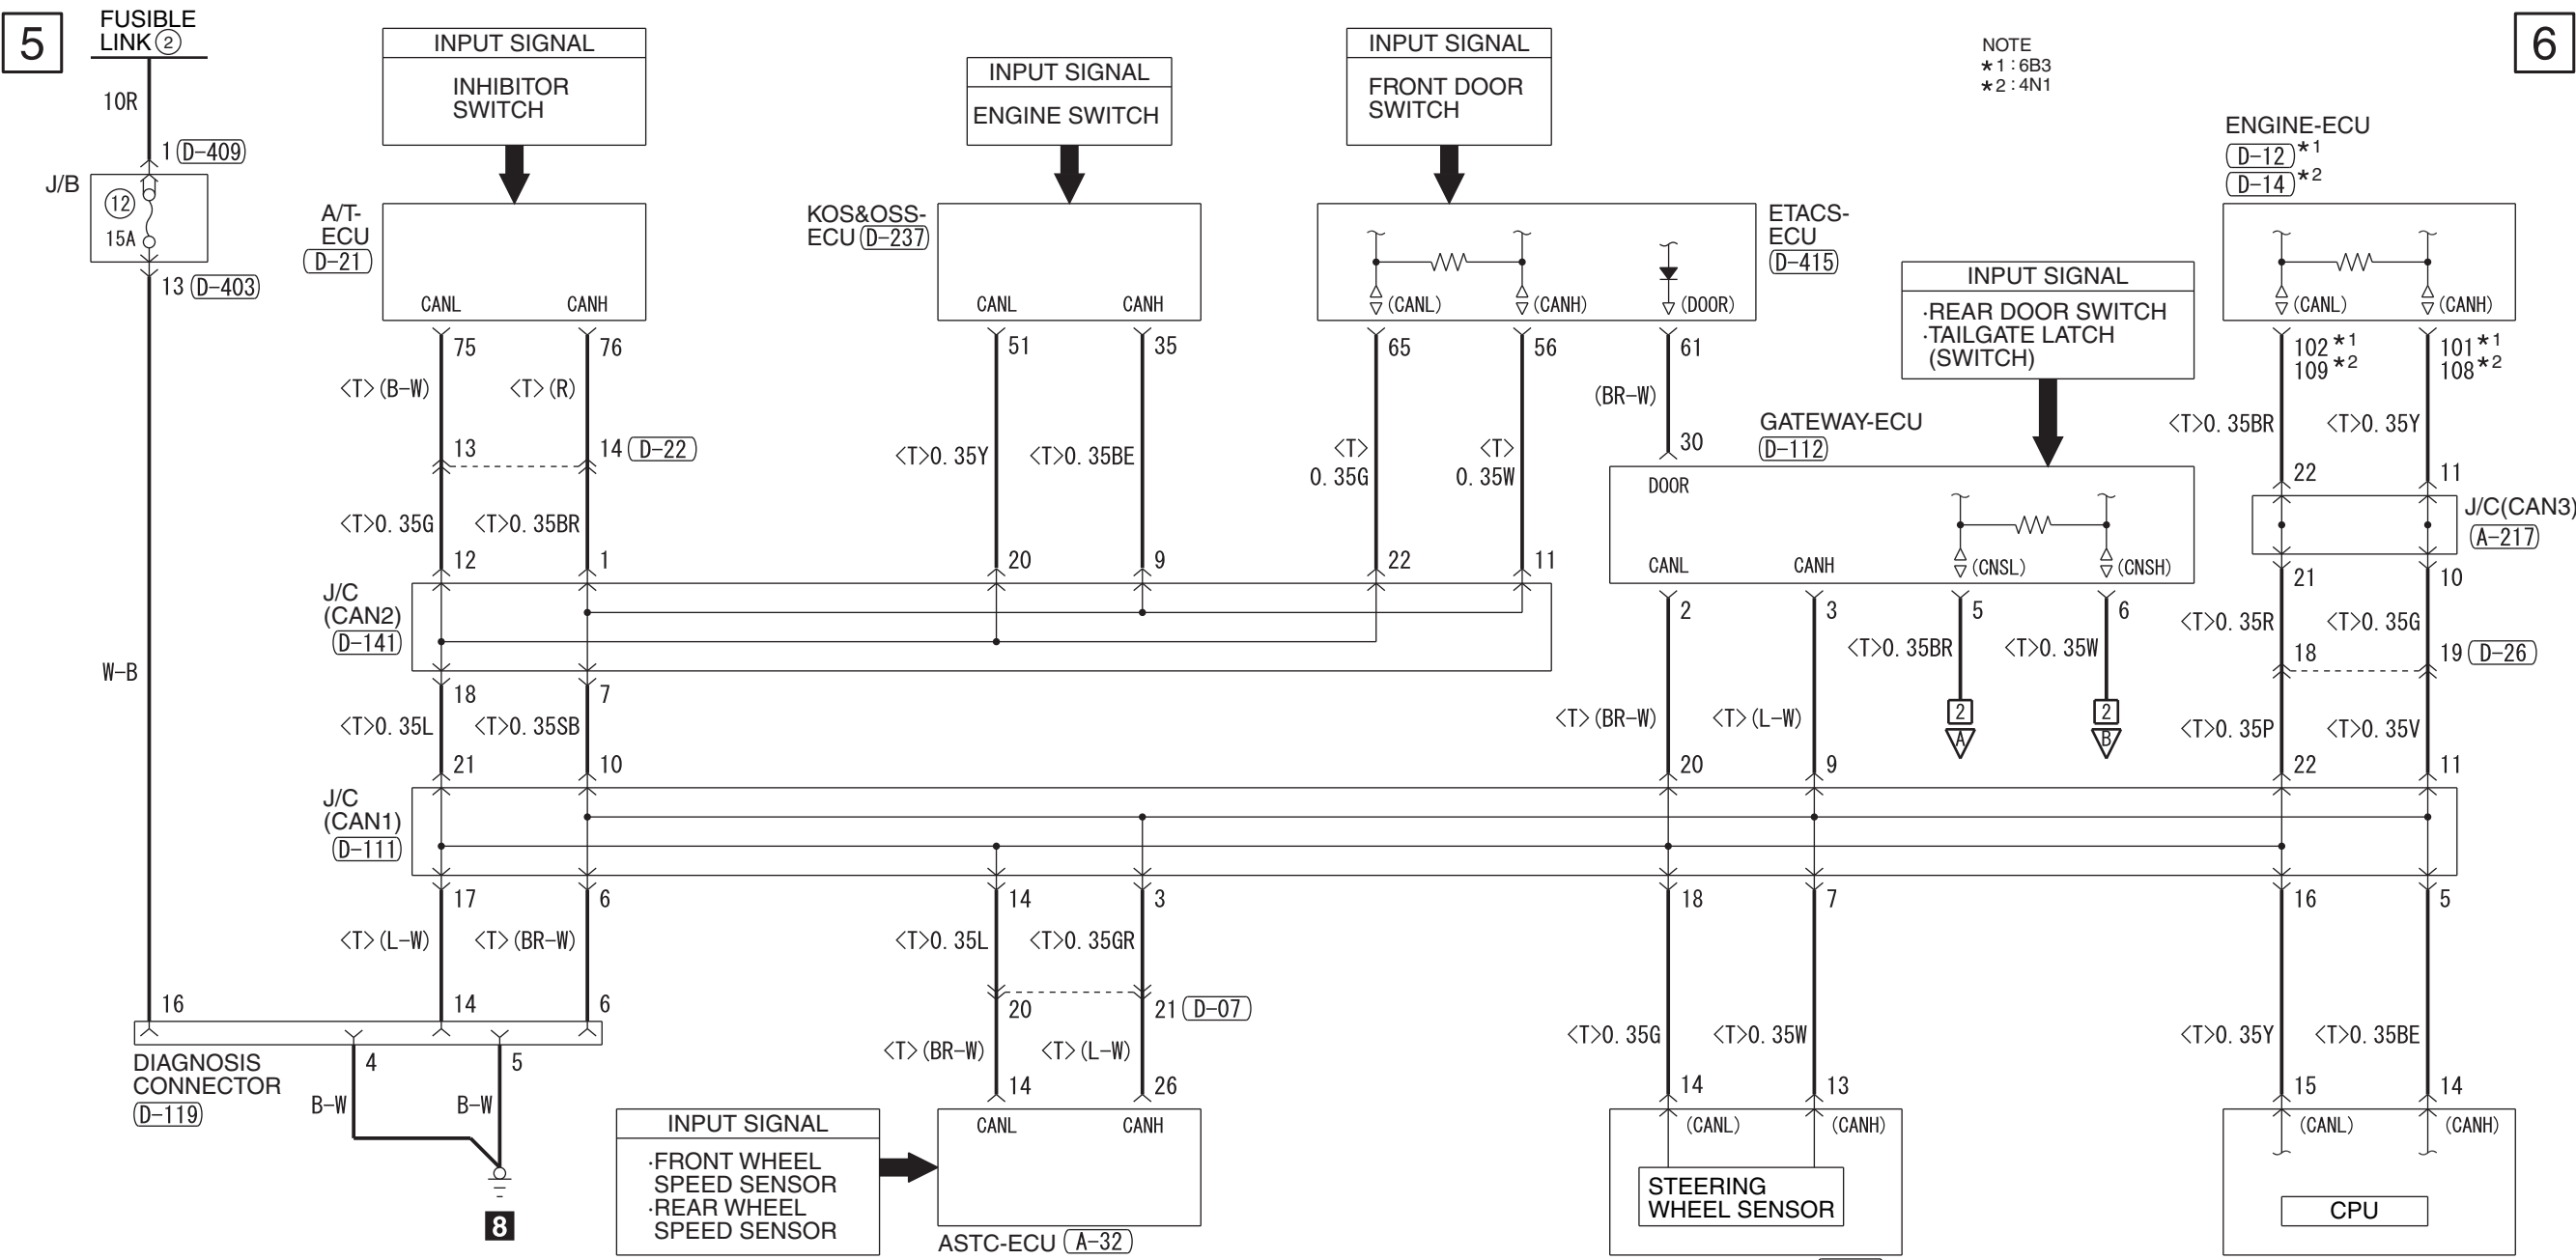 5
FUSIBLE
LINK ②
10R
1 D-409
J/B
⑫
15A
13 D-403
W-B
16
INPUT SIGNAL
INHIBITOR
SWITCH
A/T-
ECU
D-21
CANL CANH
75 76
<T>(B-W) <T>(R)
13 14 D-22
<T>0.35G <T>0.35BR
12 1
INPUT SIGNAL
ENGINE SWITCH
KOS&OSS-
ECU D-237
CANL CANH
51 35
<T>0.35Y <T>0.35BE
20 9
INPUT SIGNAL
FRONT DOOR
SWITCH
ETACS-
ECU
D-415
(CANL) (CANH) (DOOR)
65 56 61
<T> <T>
0.35G 0.35W
(BR-W)
22 11 30
NOTE
*1:6B3
*2:4N1
6
INPUT SIGNAL
·REAR DOOR SWITCH
·TAILGATE LATCH
(SWITCH)
GATEWAY-ECU
D-112
DOOR
CANL CANH (CNSL) (CNSH)
2 3 5 6
<T>0.35BR <T>0.35W
2 2
A B
<T>(BR-W) <T>(L-W)
20 9
ENGINE-ECU
D-12 *1
D-14 *2
(CANL) (CANH)
102*1 101*1
109*2 108*2
<T>0.35BR <T>0.35Y
22 11
J/C(CAN3)
A-217
21 10
<T>0.35R <T>0.35G
18 19 D-26
<T>0.35P <T>0.35V
22 11
J/C
(CAN2)
D-141
18 7
<T>0.35L <T>0.35SB
21 10
J/C
(CAN1)
D-111
17 6 14 3 18 7 16 5
<T>(L-W) <T>(BR-W)
14 6
DIAGNOSIS
CONNECTOR
D-119
4 5
B-W B-W
8
<T>0.35L <T>0.35GR
20 21 D-07
<T>(BR-W) <T>(L-W)
14 26
INPUT SIGNAL
·FRONT WHEEL
SPEED SENSOR
·REAR WHEEL
SPEED SENSOR
CANL CANH
ASTC-ECU A-32
<T>0.35G <T>0.35W
14 13
(CANL) (CANH)
STEERING
WHEEL SENSOR
<T>0.35Y <T>0.35BE
15 14
(CANL) (CANH)
CPU